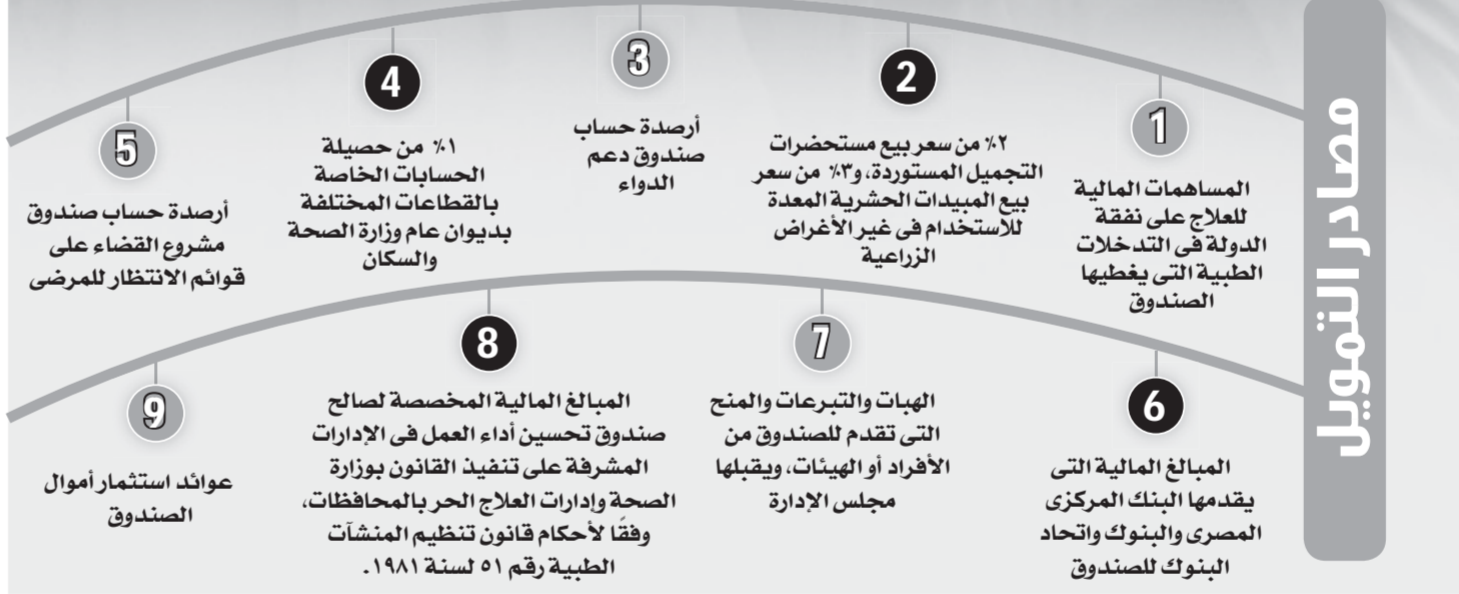 مصادر التمويل
1
المساهمات المالية
للعلاج على نفقة
الدولة فى التدخلات
الطبية التى يغطيها
الصندوق
2
٢٪ من سعر بيع مستحضرات
التجميل المستوردة، و٣٪ من سعر
بيع المبيدات الحشرية المعدة
للاستخدام فى غير الأغراض
الزراعية
3
أرصدة حساب
صندوق دعم
الدواء
4
١٪ من حصيلة
الحسابات الخاصة
بالقطاعات المختلفة
بديوان عام وزارة الصحة
والسكان
5
أرصدة حساب صندوق
مشروع القضاء على
قوائم الانتظار للمرضى
6
المبالغ المالية التى
يقدمها البنك المركزى
المصرى والبنوك واتحاد
البنوك للصندوق
7
الهبات والتبرعات والمنح
التى تقدم للصندوق من
الأفراد أو الهيئات، ويقبلها
مجلس الإدارة
8
المبالغ المالية المخصصة لصالح
صندوق تحسين أداء العمل فى الإدارات
المشرفة على تنفيذ القانون بوزارة
الصحة وإدارات العلاج الحر بالمحافظات،
وفقًا لأحكام قانون تنظيم المنشآت
الطبية رقم ٥١ لسنة ١٩٨١.
9
عوائد استثمار أموال
الصندوق